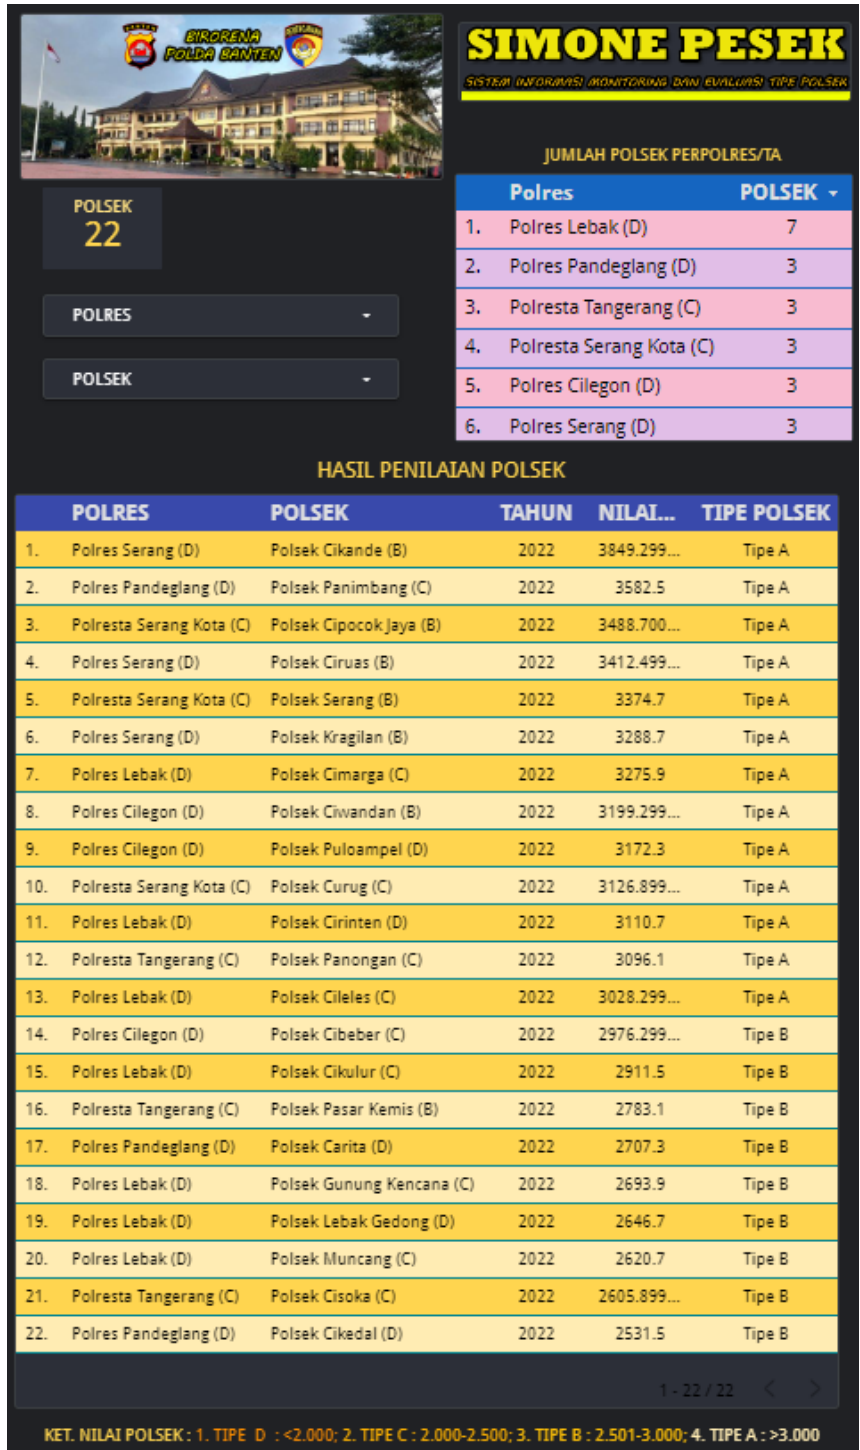 BIRORENA
POLDA BANTEN
SIMONE PESEK
SISTEM INFORMASI MONITORING DAN EVALUASI TIPE POLSEK
JUMLAH POLSEK PERPOLRES/TA
POLSEK
22
POLRES
POLSEK
Polres POLSEK
1. Polres Lebak (D) 7
2. Polres Pandeglang (D) 3
3. Polresta Tangerang (C) 3
4. Polresta Serang Kota (C) 3
5. Polres Cilegon (D) 3
6. Polres Serang (D) 3
HASIL PENILAIAN POLSEK
POLRES POLSEK TAHUN NILAI... TIPE POLSEK
1. Polres Serang (D) Polsek Cikande (B) 2022 3849.299... Tipe A
2. Polres Pandeglang (D) Polsek Panimbang (C) 2022 3582.5 Tipe A
3. Polresta Serang Kota (C) Polsek Cipocok Jaya (B) 2022 3488.700... Tipe A
4. Polres Serang (D) Polsek Ciruas (B) 2022 3412.499... Tipe A
5. Polresta Serang Kota (C) Polsek Serang (B) 2022 3374.7 Tipe A
6. Polres Serang (D) Polsek Kragilan (B) 2022 3288.7 Tipe A
7. Polres Lebak (D) Polsek Cimarga (C) 2022 3275.9 Tipe A
8. Polres Cilegon (D) Polsek Ciwandan (B) 2022 3199.299... Tipe A
9. Polres Cilegon (D) Polsek Puloampel (D) 2022 3172.3 Tipe A
10. Polresta Serang Kota (C) Polsek Curug (C) 2022 3126.899... Tipe A
11. Polres Lebak (D) Polsek Cirinten (D) 2022 3110.7 Tipe A
12. Polresta Tangerang (C) Polsek Panongan (C) 2022 3096.1 Tipe A
13. Polres Lebak (D) Polsek Cileles (C) 2022 3028.299... Tipe A
14. Polres Cilegon (D) Polsek Cibeber (C) 2022 2976.299... Tipe B
15. Polres Lebak (D) Polsek Cikulur (C) 2022 2911.5 Tipe B
16. Polresta Tangerang (C) Polsek Pasar Kemis (B) 2022 2783.1 Tipe B
17. Polres Pandeglang (D) Polsek Carita (D) 2022 2707.3 Tipe B
18. Polres Lebak (D) Polsek Gunung Kencana (C) 2022 2693.9 Tipe B
19. Polres Lebak (D) Polsek Lebak Gedong (D) 2022 2646.7 Tipe B
20. Polres Lebak (D) Polsek Muncang (C) 2022 2620.7 Tipe B
21. Polresta Tangerang (C) Polsek Cisoka (C) 2022 2605.899... Tipe B
22. Polres Pandeglang (D) Polsek Cikedal (D) 2022 2531.5 Tipe B
1 - 22 / 22
KET. NILAI POLSEK : 1. TIPE D : <2.000; 2. TIPE C : 2.000-2.500; 3. TIPE B : 2.501-3.000; 4. TIPE A : >3.000